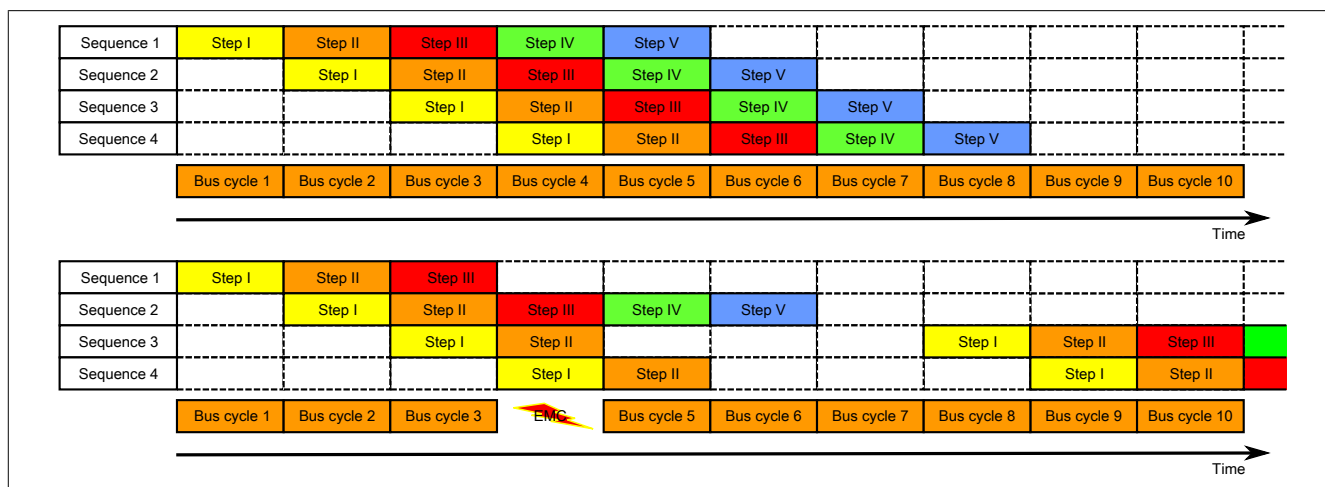 Sequence 1 Step I Step II Step III Step IV Step V
Sequence 2 Step I Step II Step III Step IV Step V
Sequence 3 Step I Step II Step III Step IV Step V
Sequence 4 Step I Step II Step III Step IV Step V
Bus cycle 1 Bus cycle 2 Bus cycle 3 Bus cycle 4 Bus cycle 5 Bus cycle 6 Bus cycle 7 Bus cycle 8 Bus cycle 9 Bus cycle 10
Time
Sequence 1 Step I Step II Step III
Sequence 2 Step I Step II Step III Step IV Step V
Sequence 3 Step I Step II Step I Step II Step III
Sequence 4 Step I Step II Step I Step II
Bus cycle 1 Bus cycle 2 Bus cycle 3 EMC Bus cycle 5 Bus cycle 6 Bus cycle 7 Bus cycle 8 Bus cycle 9 Bus cycle 10
Time